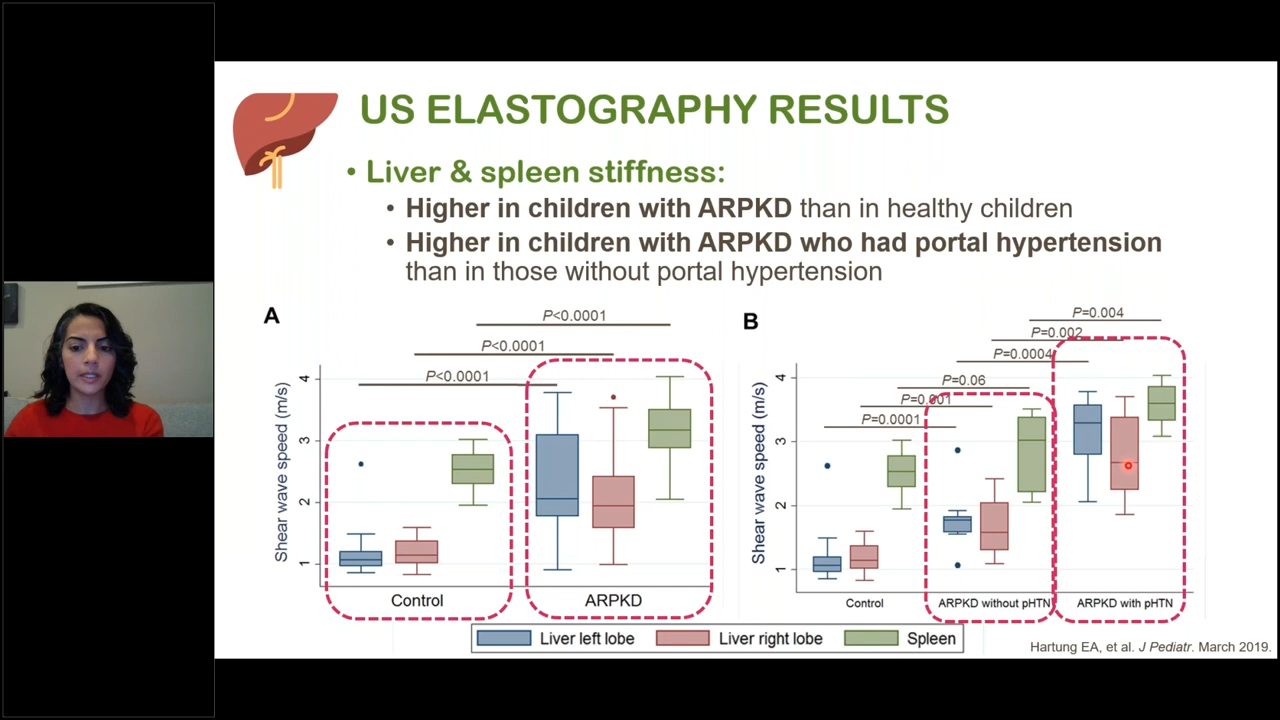 US ELASTOGRAPHY RESULTS
• Liver & spleen stiffness:
• Higher in children with ARPKD than in healthy children
• Higher in children with ARPKD who had portal hypertension
than in those without portal hypertension
A
P<0.0001
P<0.0001
P<0.0001
Shear wave speed (m/s)
4
3
2
1
Control
ARPKD
B
P=0.004
P=0.002
P=0.0004
P=0.06
P=0.001
P=0.0001
Shear wave speed (m/s)
4
3
2
1
Control
ARPKD without pHTN
ARPKD with pHTN
Liver left lobe
Liver right lobe
Spleen
Hartung EA, et al. J Pediatr. March 2019.